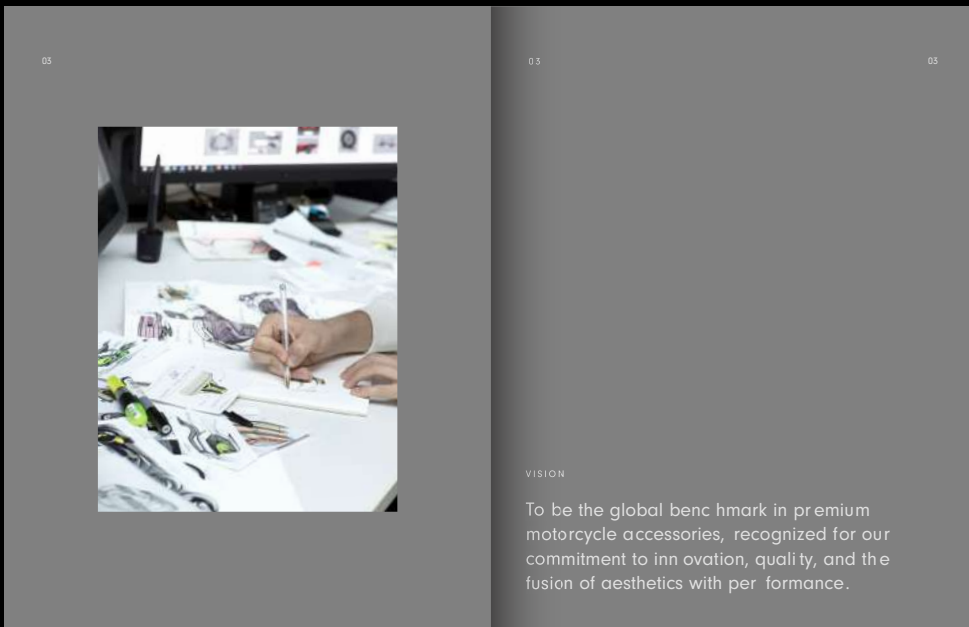 03
03
03
VISION
To be the global benc hmark in pr emium
motorcycle accessories, recognized for our
commitment to inn ovation, quali ty, and th e
fusion of aesthetics with per formance.